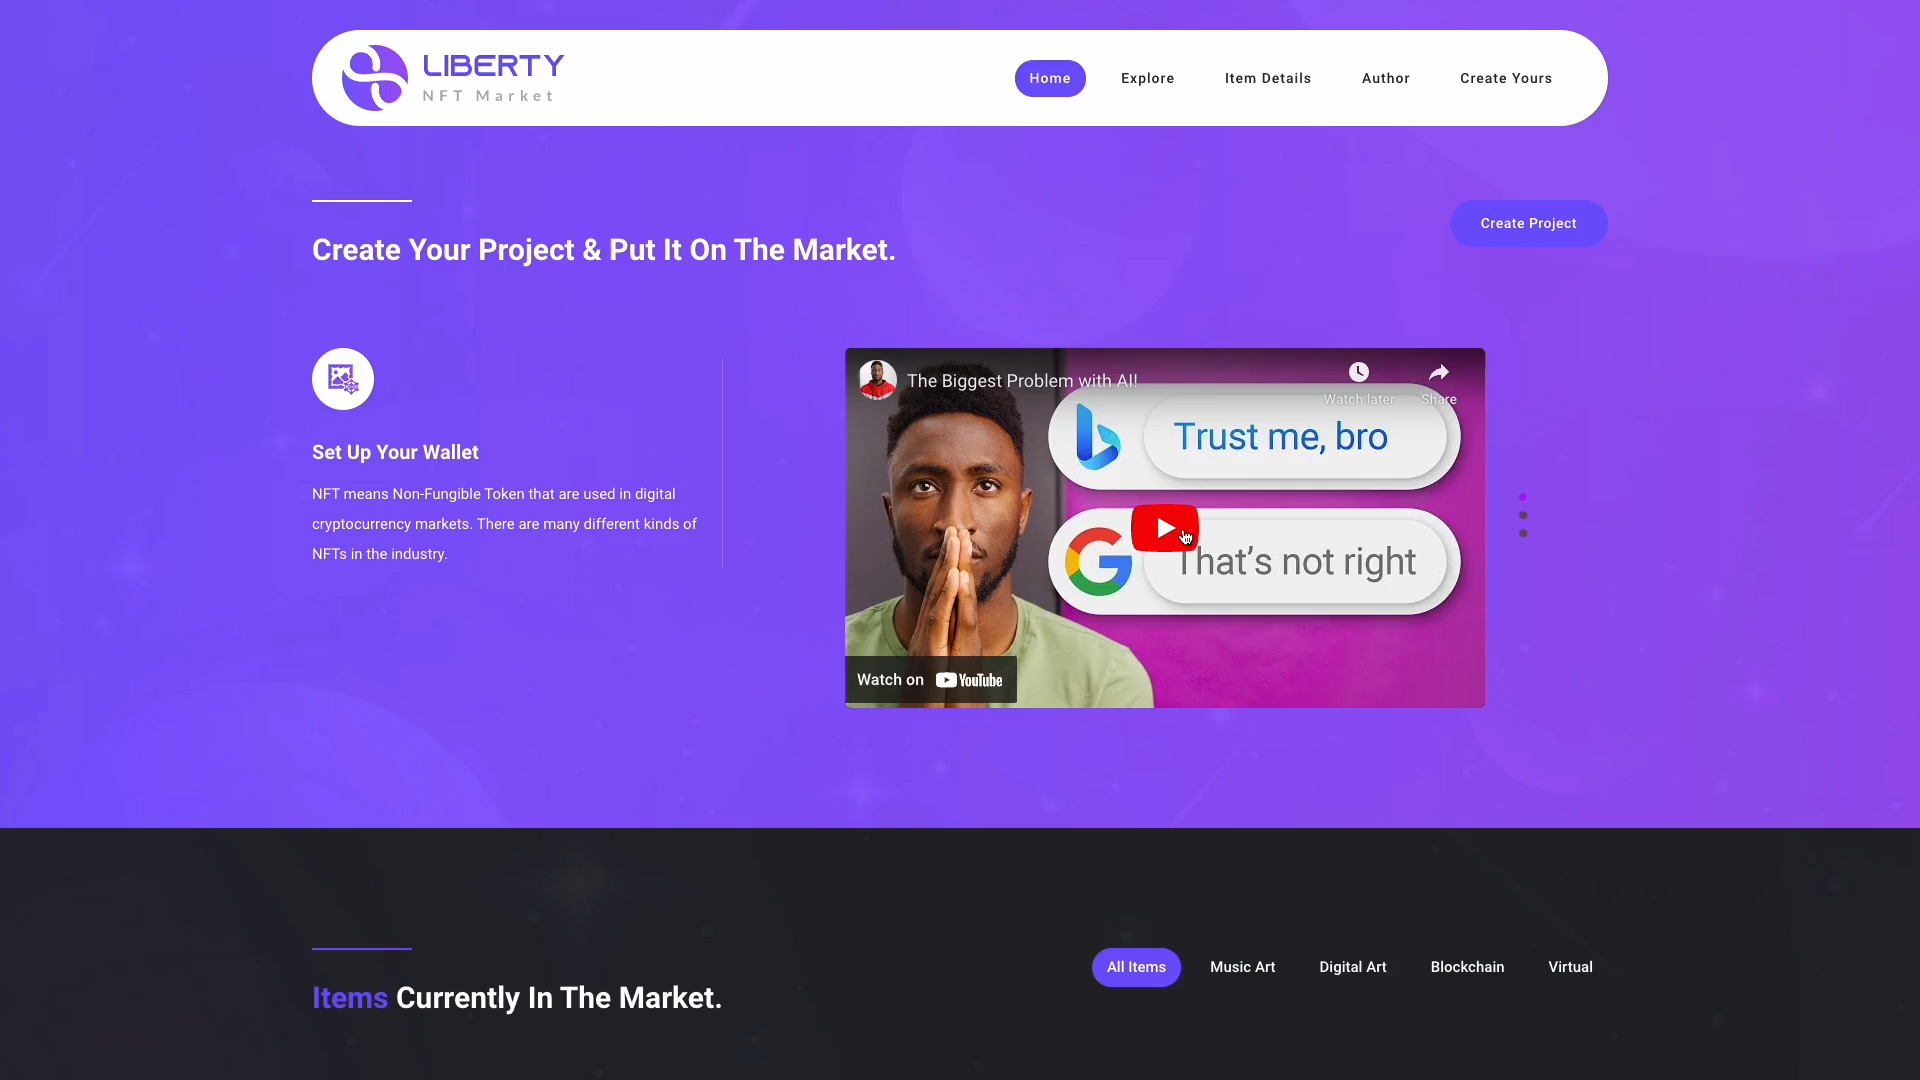 LIBERTY
NFT Market
Home
Explore
Item Details
Author
Create Yours
Create Project
Create Your Project & Put It On The Market.
The Biggest Problem with AI!
Watch later
Share
Trust me, bro
That’s not right
Watch on YouTube
Set Up Your Wallet
NFT means Non-Fungible Token that are used in digital
cryptocurrency markets. There are many different kinds of
NFTs in the industry.
All Items
Music Art
Digital Art
Blockchain
Virtual
Items Currently In The Market.